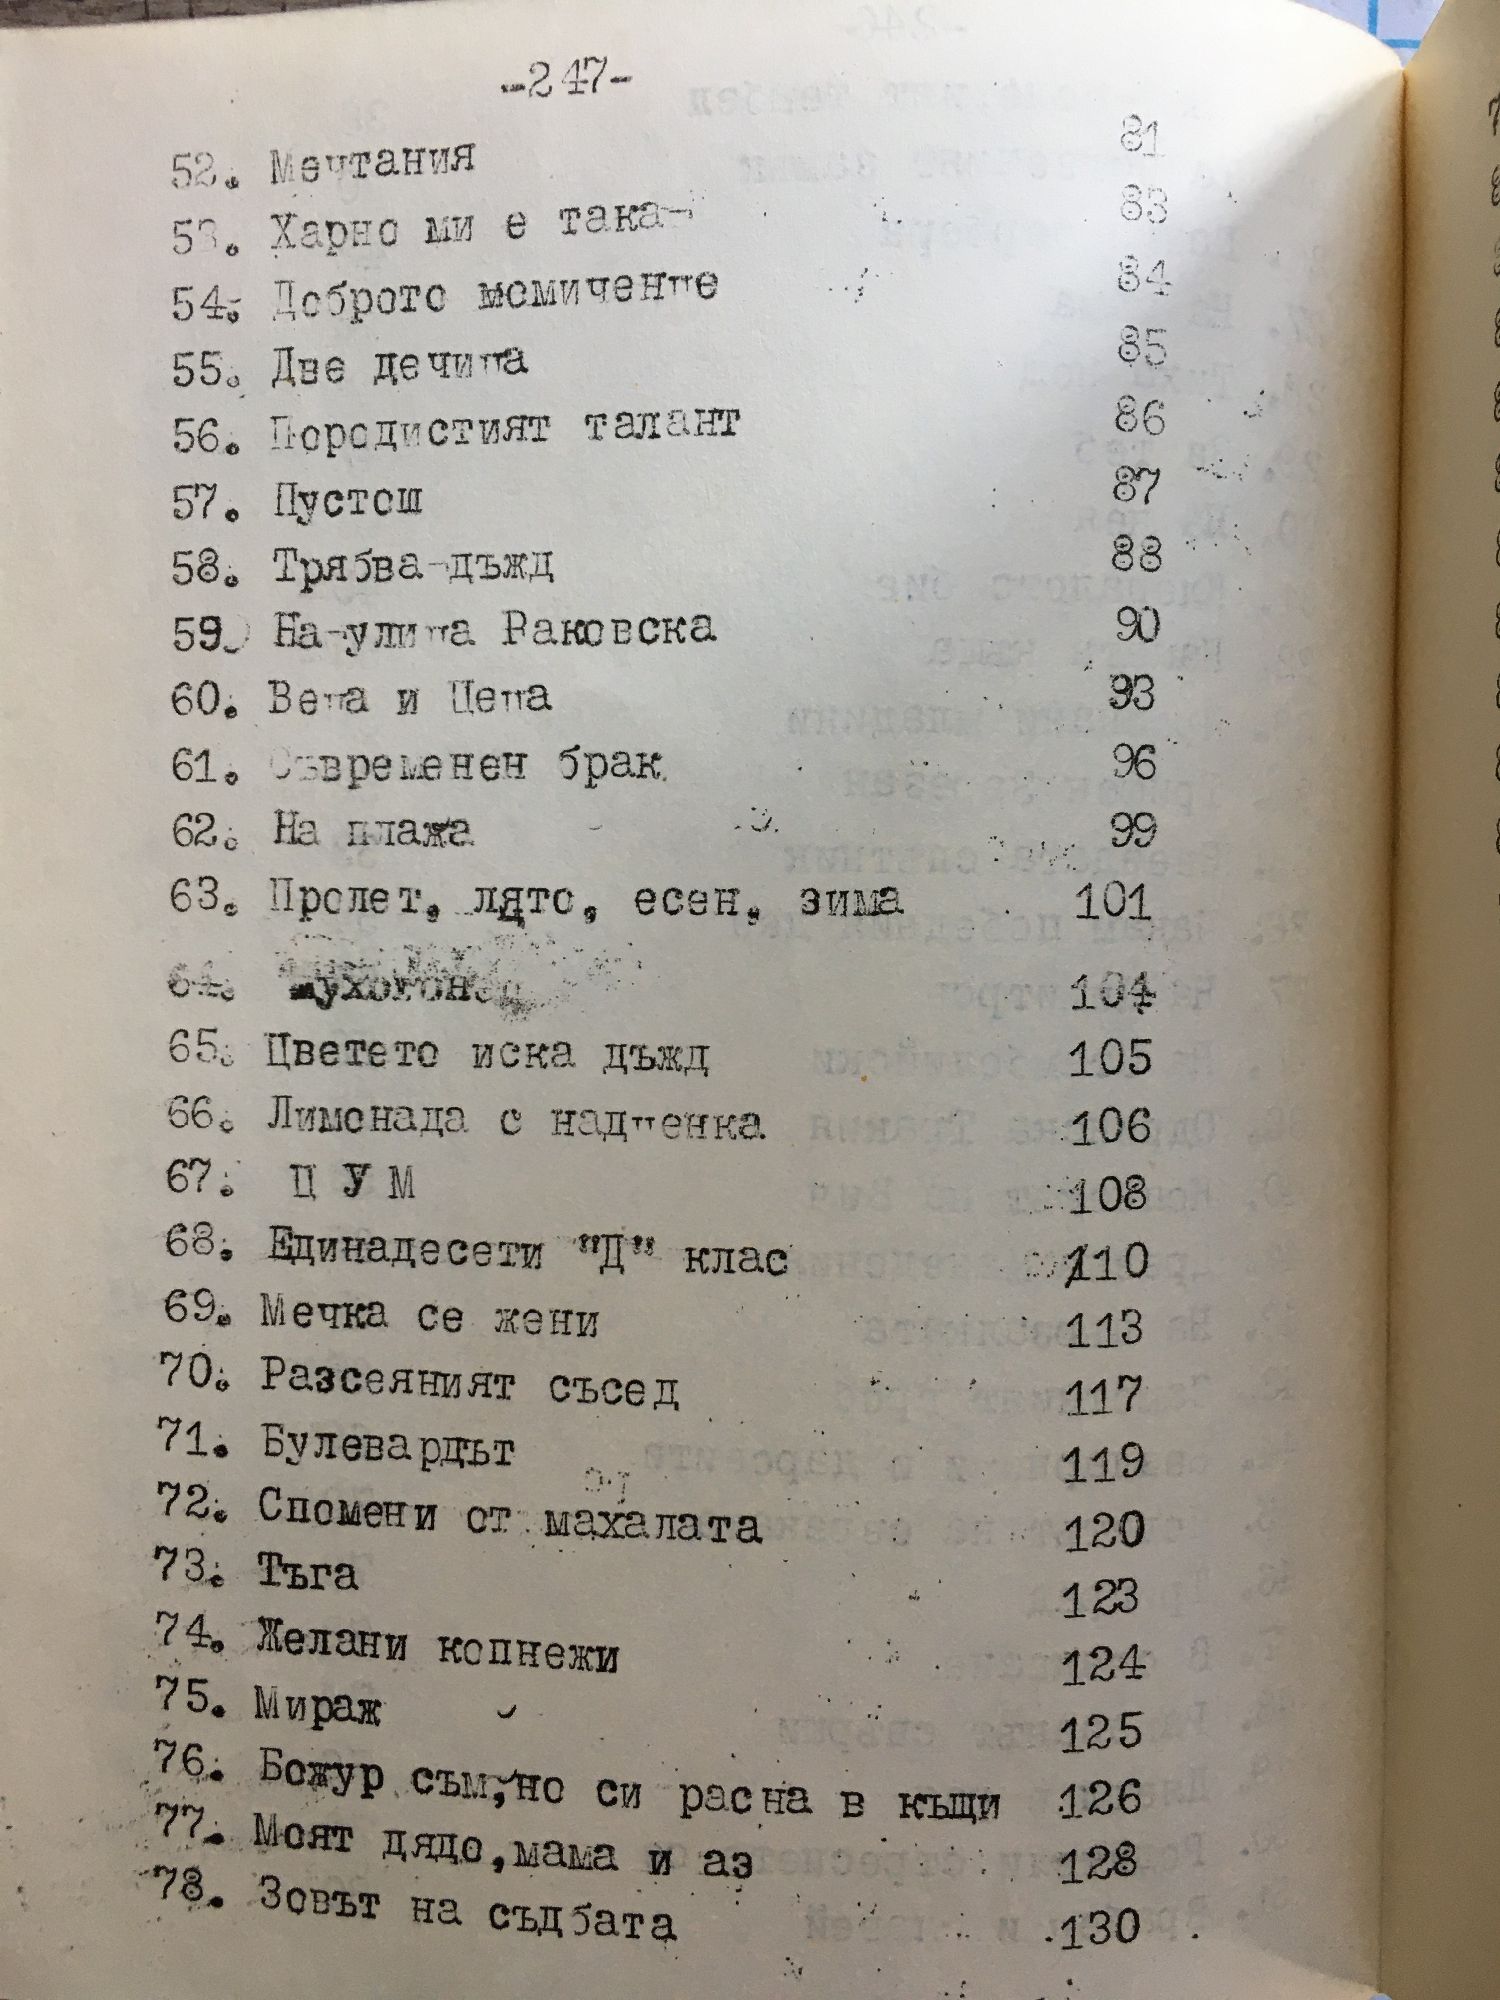 -247-
52. Мечтания 81
53. Харно ми е така- 83
54. Доброто момиченце 84
55. Две дечица 85
56. Породистият талант 86
57. Пустош 87
58. Трябва дъжд 88
59. На улица Раковска 90
60. Веца и Цеца 93
61. Съвременен брак 96
62. На плажа 99
63. Пролет, лято, есен, зима 101
64. 104
65. Цветето иска дъжд 105
66. Лимонада с надценка 106
67. Ц У М 108
68. Единадесети "Д" клас 110
69. Мечка се жени 113
70. Разсеяният съсед 117
71. Булевардът 119
72. Спомени от махалата 120
73. Тъга 123
74. Желани копнежи 124
75. Мираж 125
76. Божур съм, но си расна в къщи 126
77. Моят дядо, мама и аз 128
78. Зовът на съдбата 130